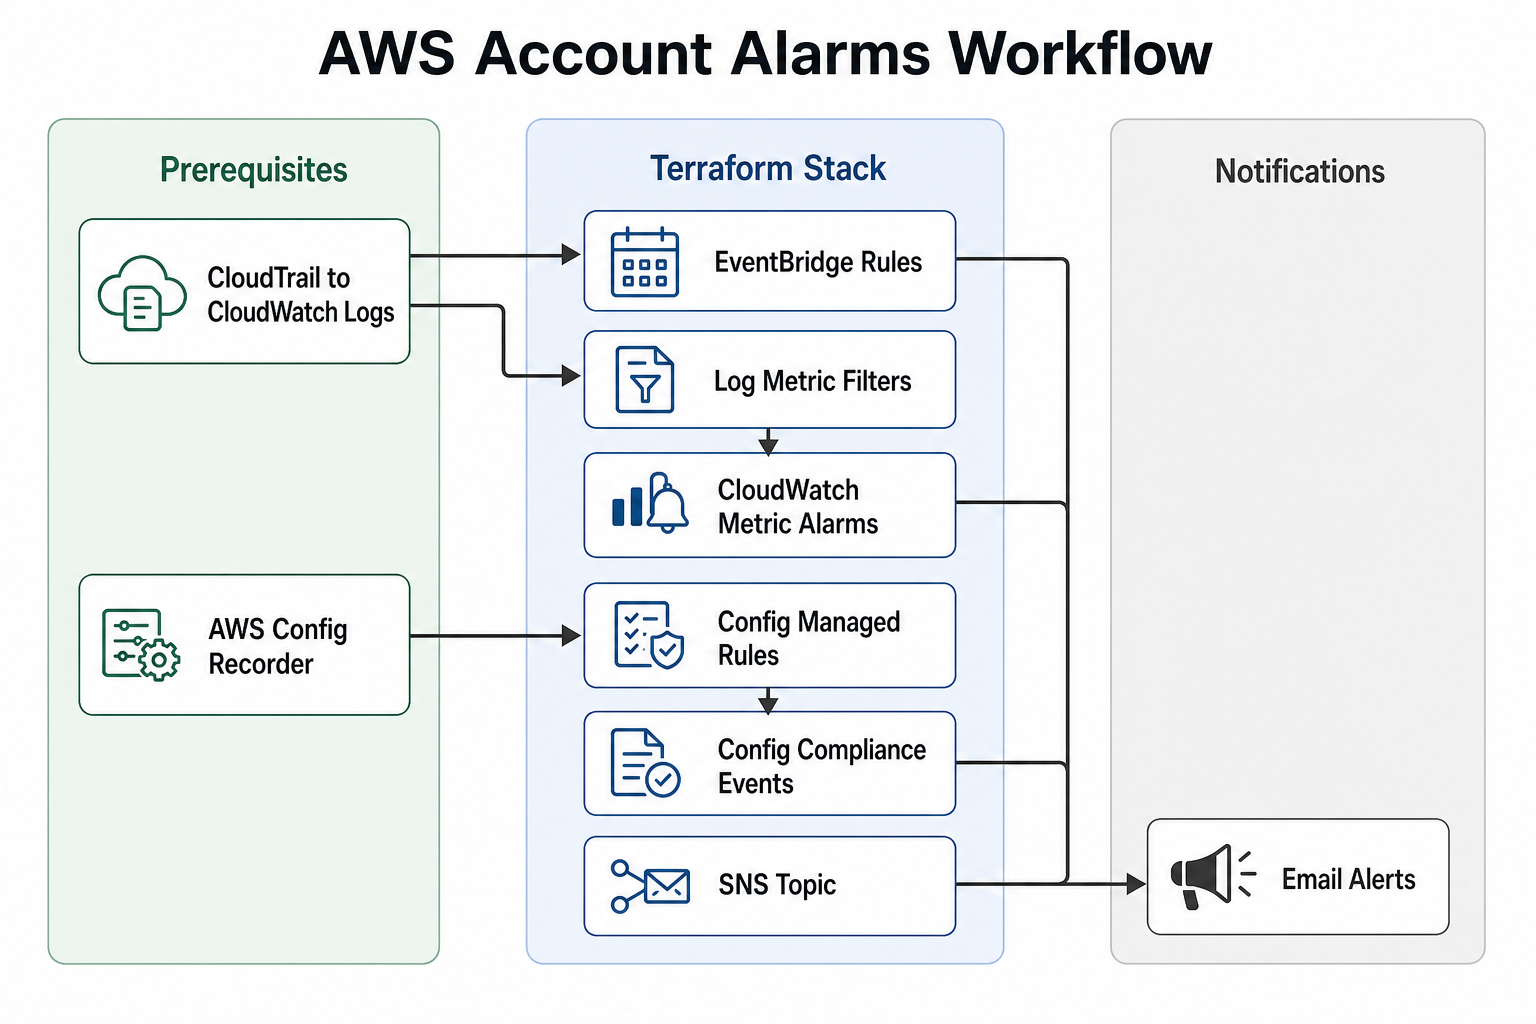 AWS Account Alarms Workflow
Prerequisites
CloudTrail to
CloudWatch Logs
AWS Config
Recorder
Terraform Stack
EventBridge Rules
Log Metric Filters
CloudWatch
Metric Alarms
Config Managed
Rules
Config Compliance
Events
SNS Topic
Notifications
Email Alerts